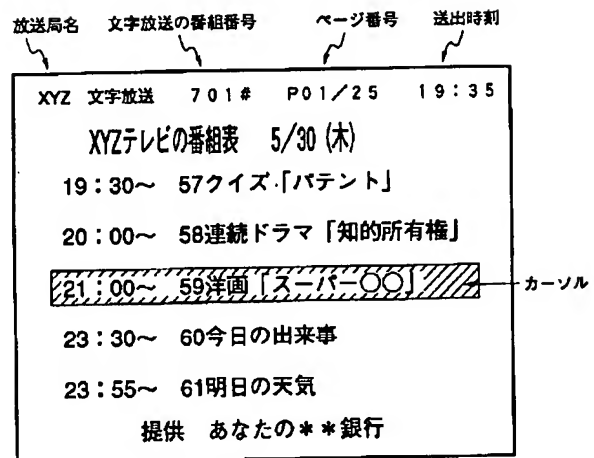 放送局名 文字放送の番組番号 ページ番号 送出時刻
XYZ 文字放送 701# P01/25 19:35
XYZテレビの番組表 5/30 (木)
19:30〜 57クイズ「パテント」
20:00〜 58連続ドラマ「知的所有権」
21:00〜 59洋画「スーパー○○」 カーソル
23:30〜 60今日の出来事
23:55〜 61明日の天気
提供 あなたの＊＊銀行